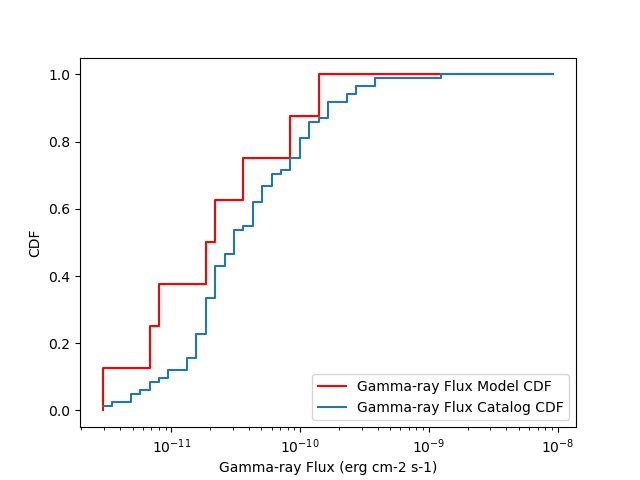 1.0
0.8
0.6
0.4
0.2
0.0
CDF
10⁻¹¹ 10⁻¹⁰ 10⁻⁹ 10⁻⁸
Gamma-ray Flux (erg cm-2 s-1)
Gamma-ray Flux Model CDF
Gamma-ray Flux Catalog CDF